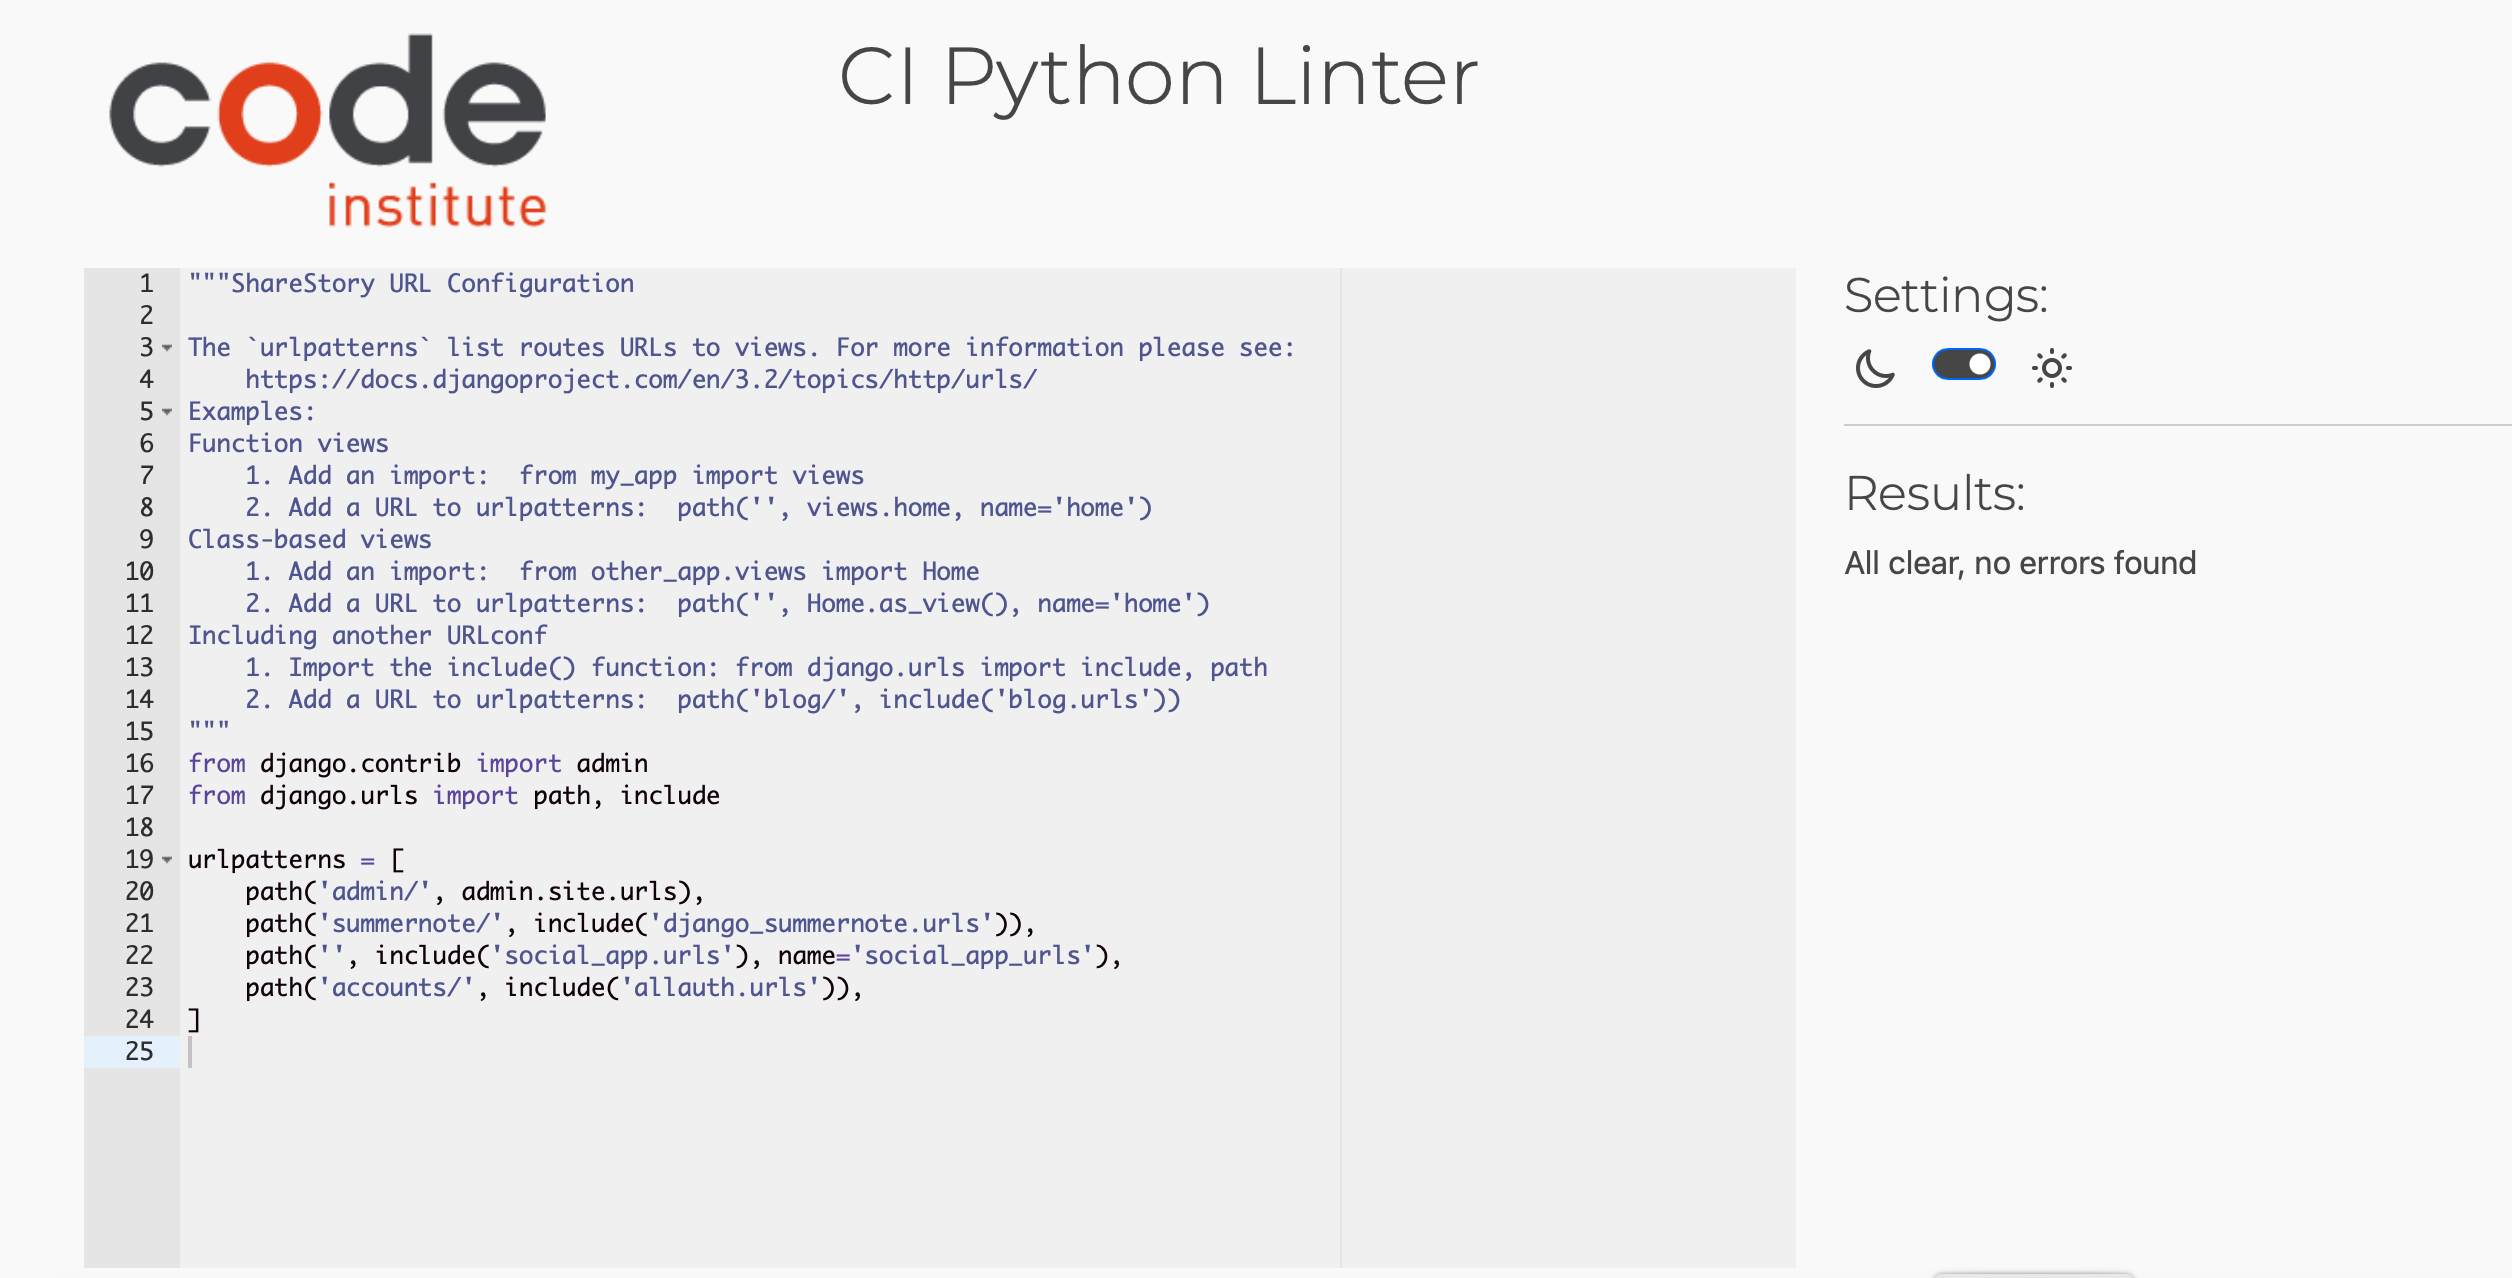 code
institute
CI Python Linter
1 """ShareStory URL Configuration
2
3 The `urlpatterns` list routes URLs to views. For more information please see:
4     https://docs.djangoproject.com/en/3.2/topics/http/urls/
5 Examples:
6 Function views
7     1. Add an import:  from my_app import views
8     2. Add a URL to urlpatterns:  path('', views.home, name='home')
9 Class-based views
10     1. Add an import:  from other_app.views import Home
11     2. Add a URL to urlpatterns:  path('', Home.as_view(), name='home')
12 Including another URLconf
13     1. Import the include() function: from django.urls import include, path
14     2. Add a URL to urlpatterns:  path('blog/', include('blog.urls'))
15 """
16 from django.contrib import admin
17 from django.urls import path, include
18
19 urlpatterns = [
20     path('admin/', admin.site.urls),
21     path('summernote/', include('django_summernote.urls')),
22     path('', include('social_app.urls'), name='social_app_urls'),
23     path('accounts/', include('allauth.urls')),
24 ]
25
Settings:
Results:
All clear, no errors found